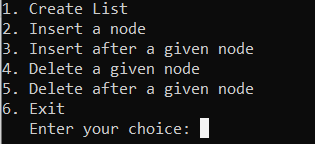 1. Create List
2. Insert a node
3. Insert after a given node
4. Delete a given node
5. Delete after a given node
6. Exit
Enter your choice: